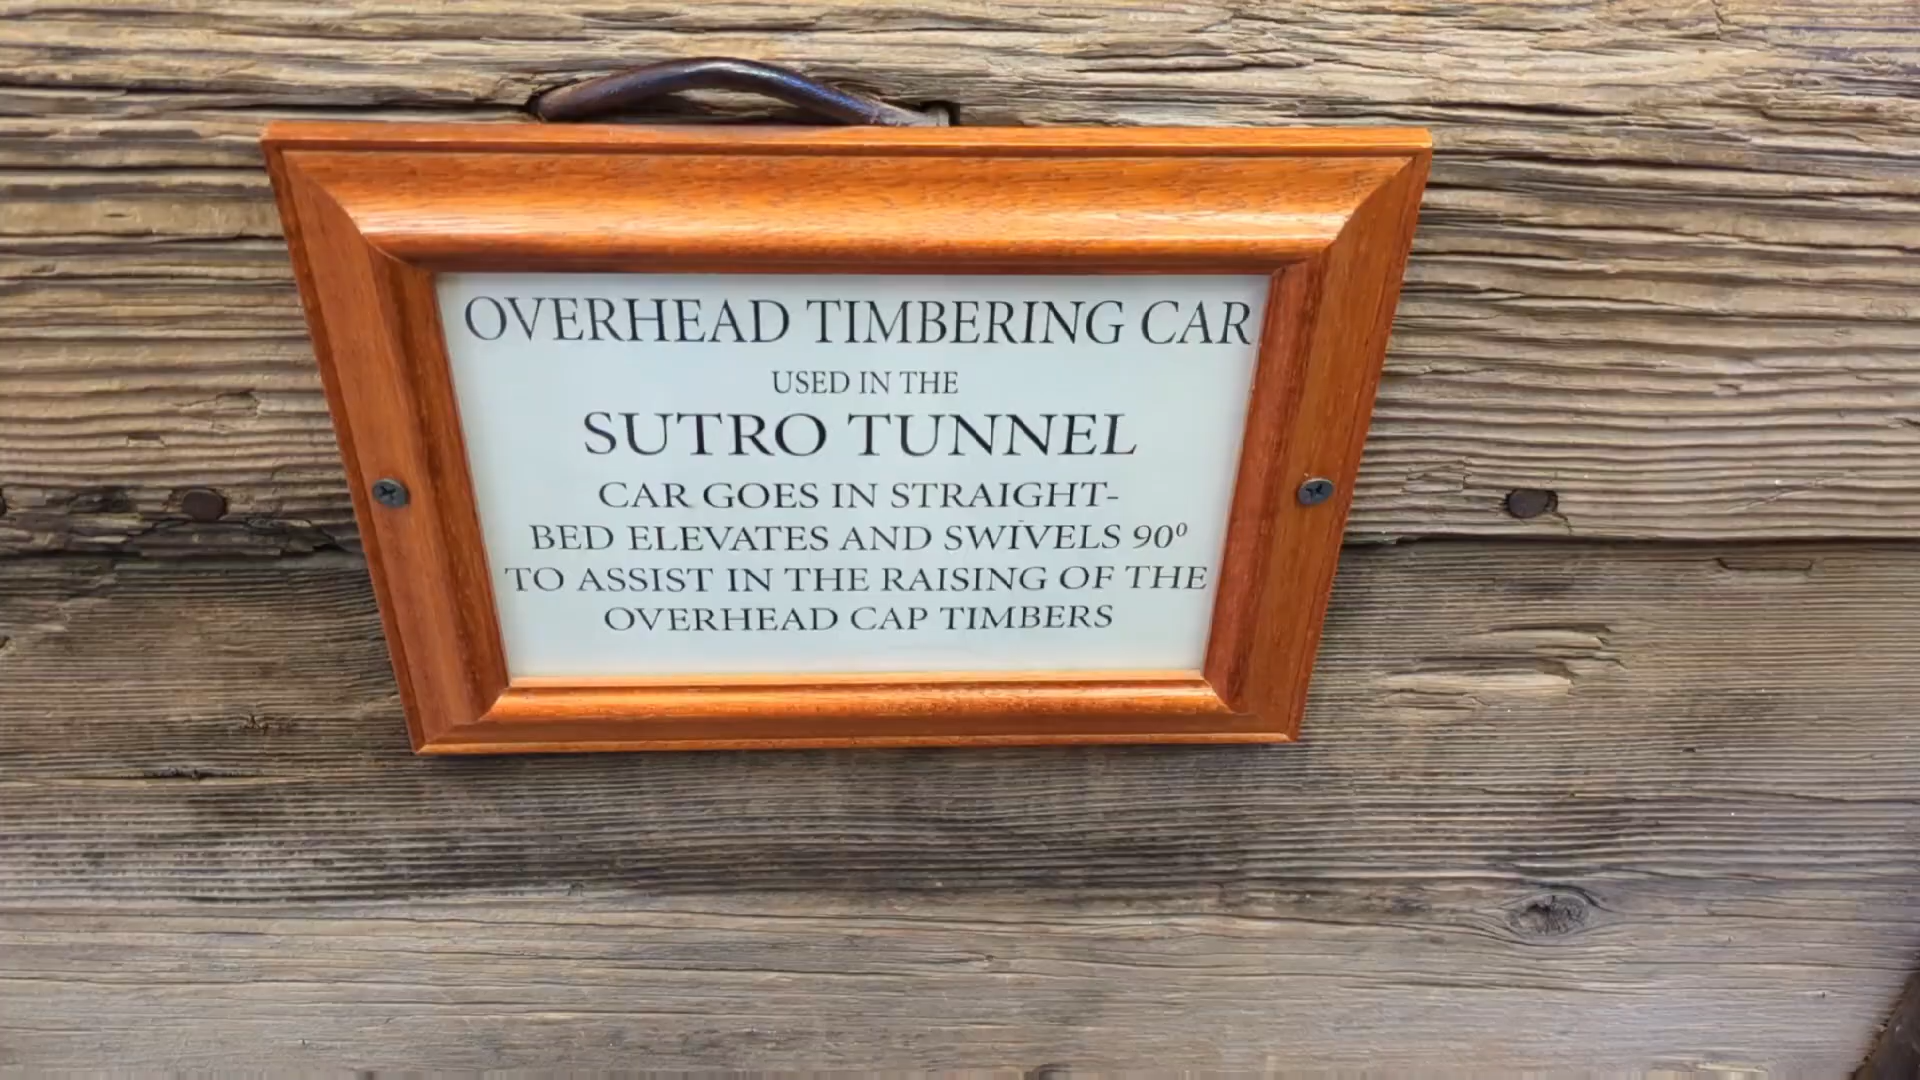 OVERHEAD TIMBERING CAR
USED IN THE
SUTRO TUNNEL
CAR GOES IN STRAIGHT-
BED ELEVATES AND SWIVELS 90º
TO ASSIST IN THE RAISING OF THE
OVERHEAD CAP TIMBERS